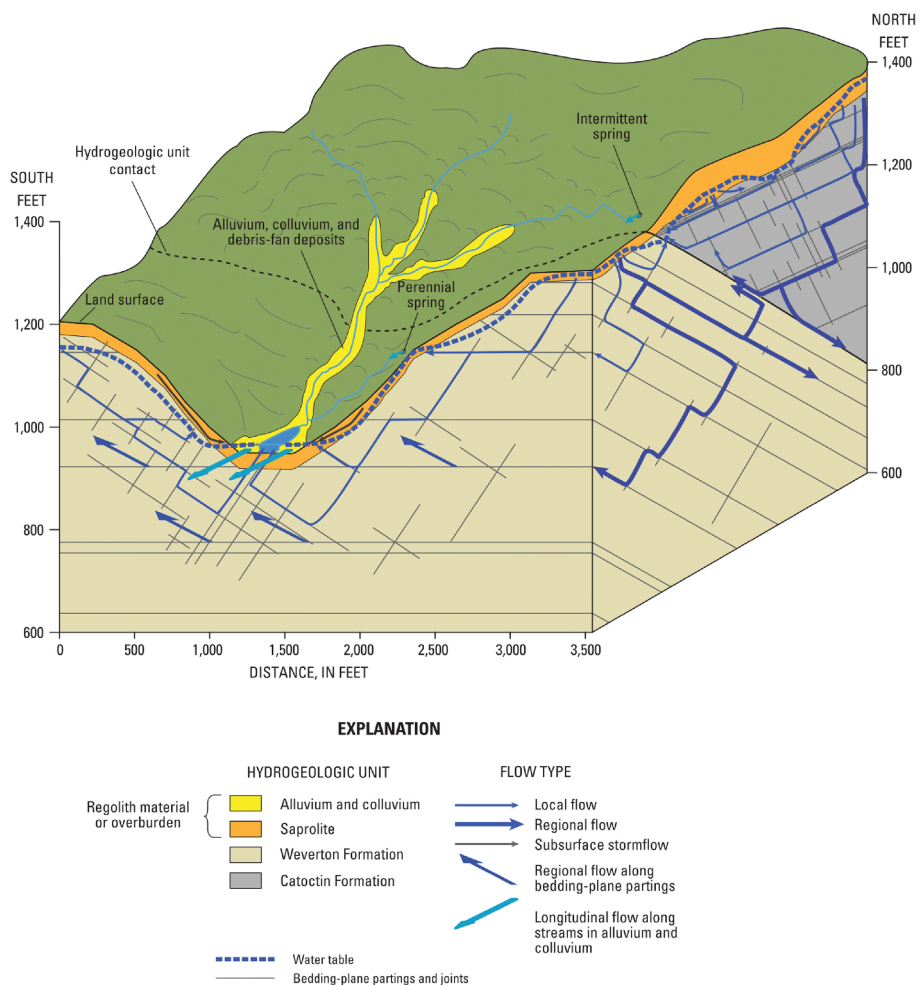 NORTH
FEET
1,400
1,200
1,000
800
600
Intermittent
spring
Hydrogeologic unit
contact
SOUTH
FEET
1,400
1,200
1,000
800
600
Alluvium, colluvium, and
debris-fan deposits
Perennial
spring
Land surface
0
500
1,000
1,500
2,000
2,500
3,000
3,500
DISTANCE, IN FEET
EXPLANATION
HYDROGEOLOGIC UNIT
Regolith material
or overburden
Alluvium and colluvium
Saprolite
Weverton Formation
Catoctin Formation
FLOW TYPE
Local flow
Regional flow
Subsurface stormflow
Regional flow along
bedding-plane partings
Longitudinal flow along
streams in alluvium and
colluvium
Water table
Bedding-plane partings and joints